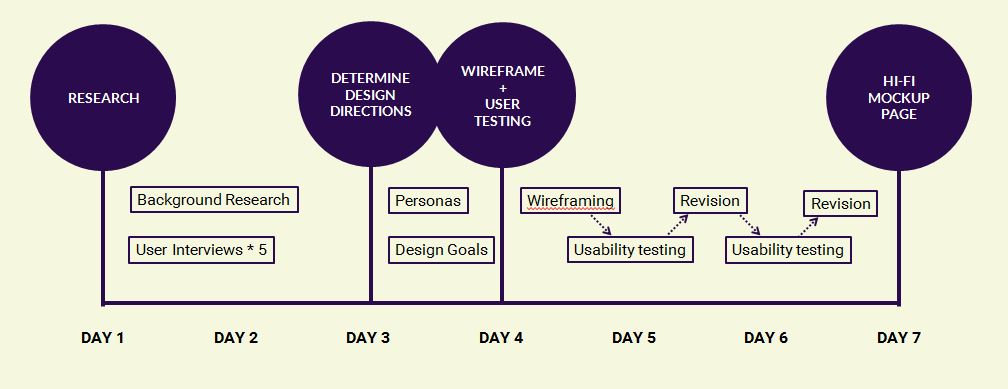 RESEARCH
DETERMINE
DESIGN
DIRECTIONS
WIREFRAME
+
USER
TESTING
HI-FI
MOCKUP
PAGE
Background Research
User Interviews * 5
Personas
Design Goals
Wireframing
Usability testing
Revision
Usability testing
Revision
DAY 1
DAY 2
DAY 3
DAY 4
DAY 5
DAY 6
DAY 7